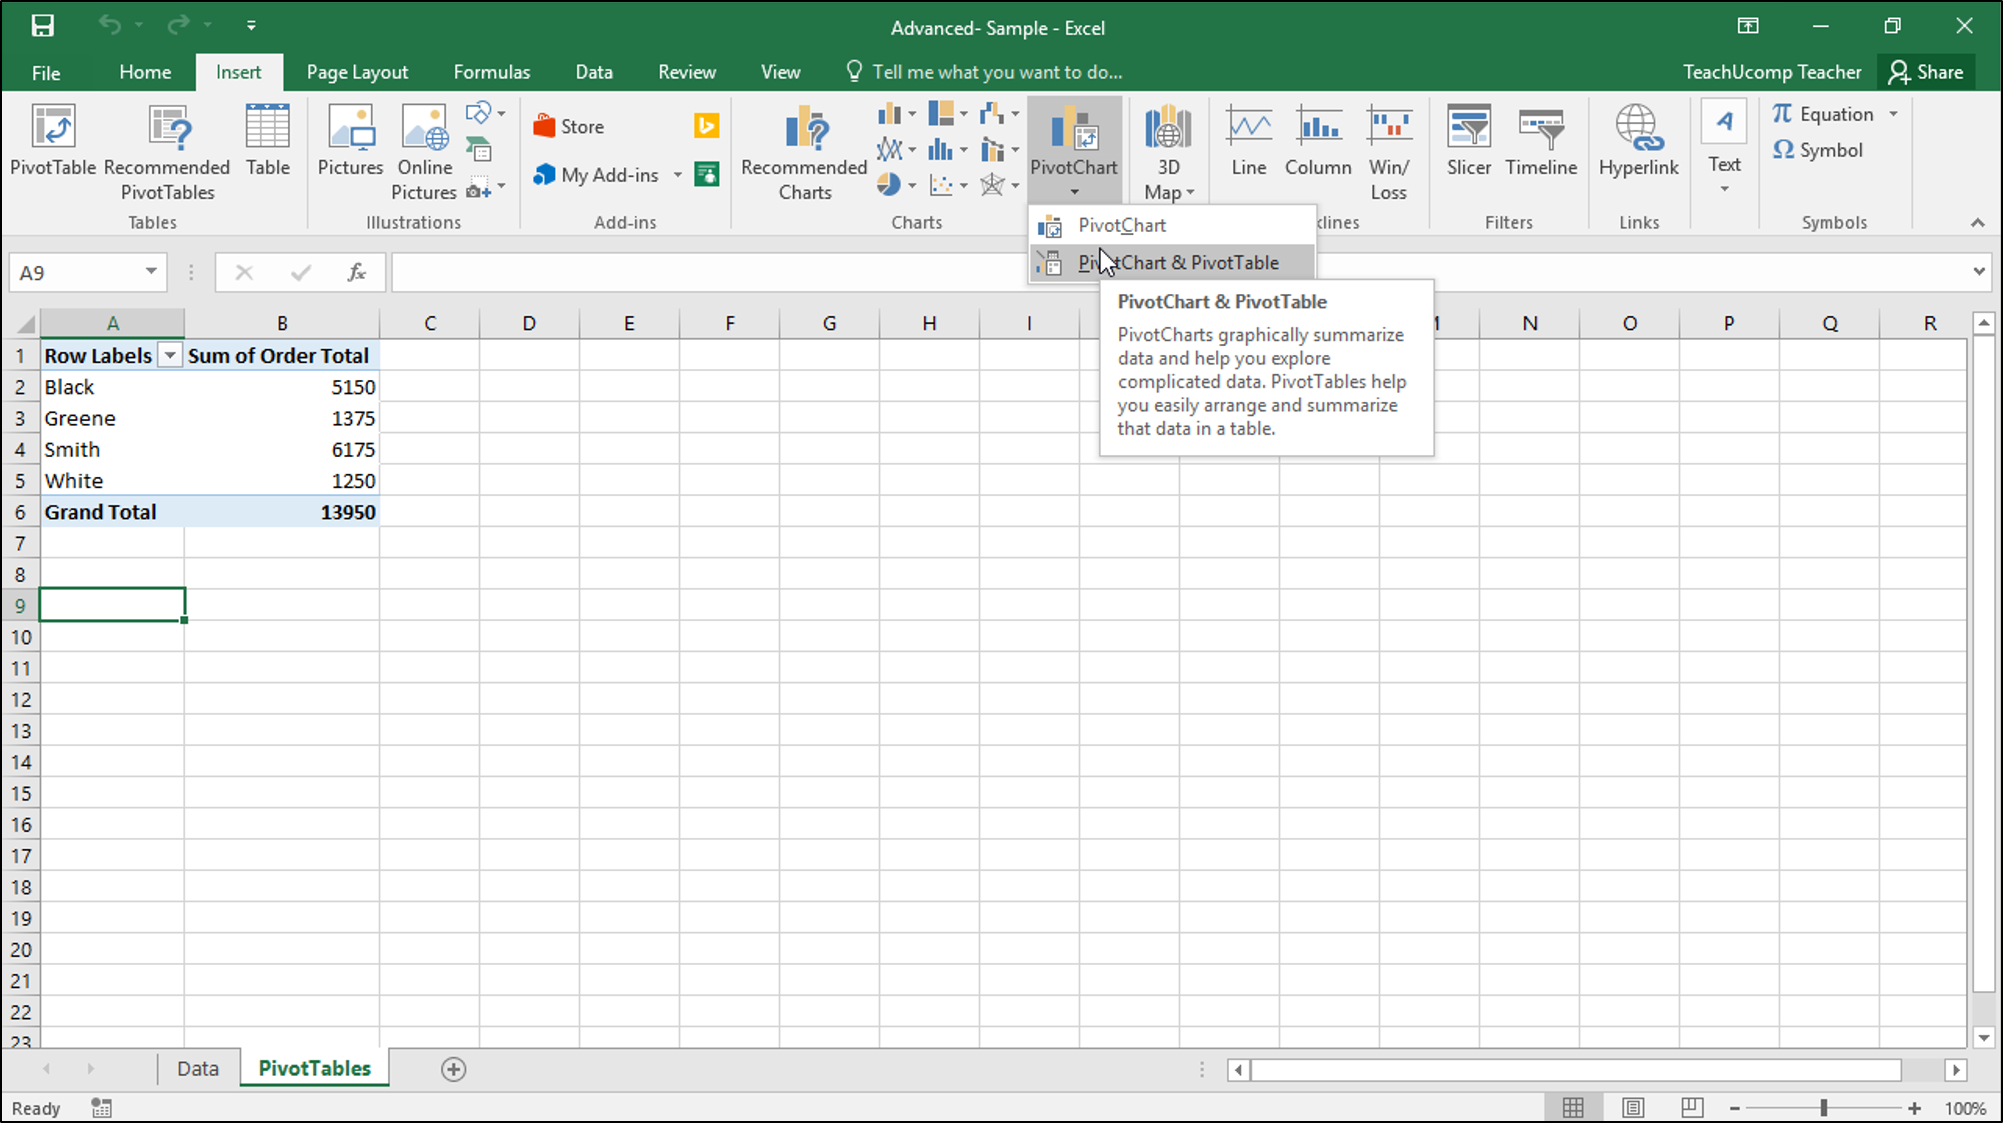 Advanced- Sample - Excel
File Home Insert Page Layout Formulas Data Review View Tell me what you want to do... TeachUcomp Teacher Share
PivotTable Recommended PivotTables Table
Tables
Pictures Online Pictures
Illustrations
Store
My Add-ins
Add-ins
Recommended Charts
PivotChart
Charts
3D Map
Line Column Win/ Loss
Slicer Timeline
Filters
Hyperlink
Links
Text
π Equation
Ω Symbol
Symbols
PivotChart
PivotChart & PivotTable
PivotChart & PivotTable
PivotCharts graphically summarize
data and help you explore
complicated data. PivotTables help
you easily arrange and summarize
that data in a table.
A9 fx
A B C D E F G H I N O P Q R
1 Row Labels Sum of Order Total
2 Black 5150
3 Greene 1375
4 Smith 6175
5 White 1250
6 Grand Total 13950
7
8
9
10
11
12
13
14
15
16
17
18
19
20
21
22
23
Data PivotTables
Ready 100%